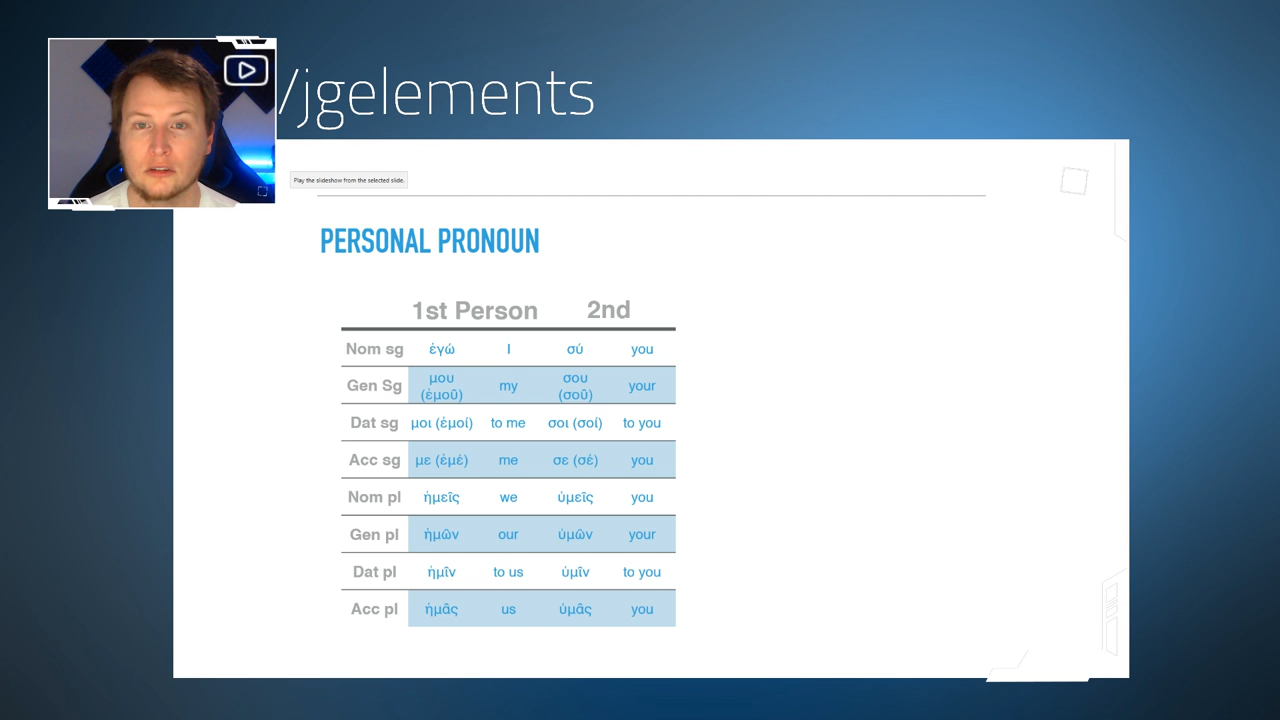 /jgelements
Play the slideshow from the selected slide.
PERSONAL PRONOUN
1st Person 2nd
Nom sg ἐγώ I σύ you
Gen Sg μου (ἐμοῦ) my σου (σοῦ) your
Dat sg μοι (ἐμοί) to me σοι (σοί) to you
Acc sg με (ἐμέ) me σε (σέ) you
Nom pl ἡμεῖς we ὑμεῖς you
Gen pl ἡμῶν our ὑμῶν your
Dat pl ἡμῖν to us ὑμῖν to you
Acc pl ἡμᾶς us ὑμᾶς you